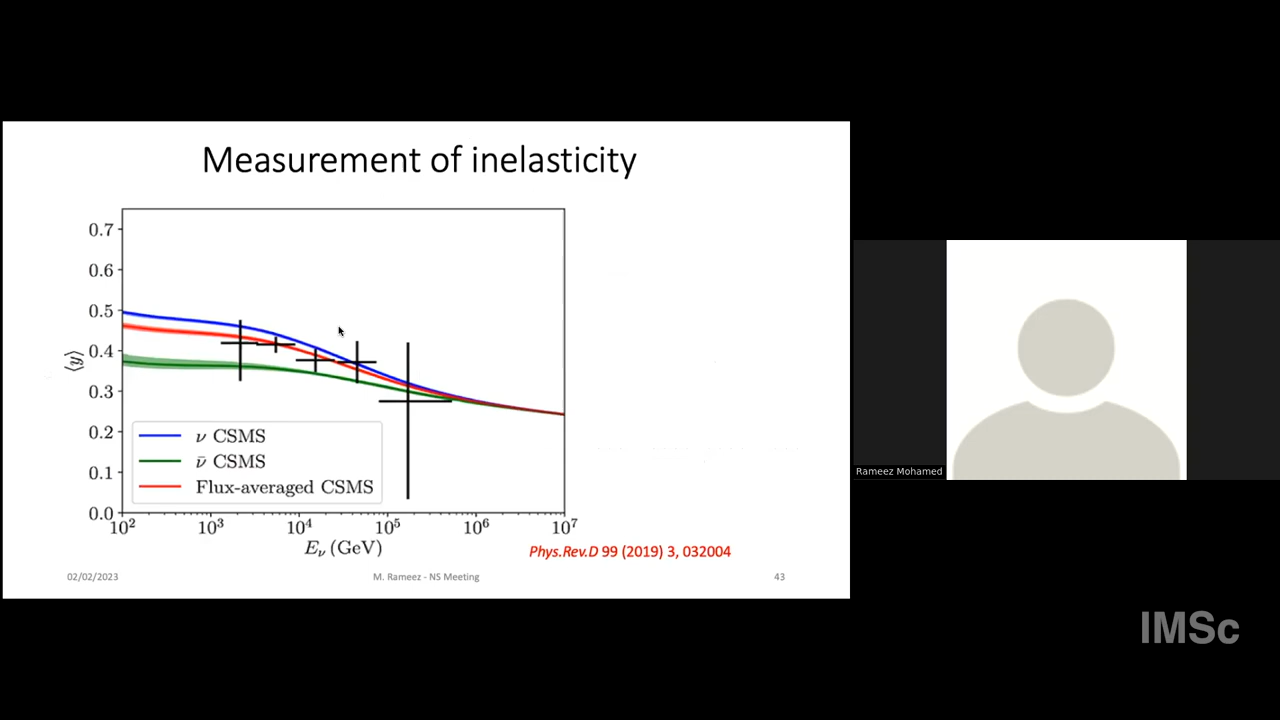 Measurement of inelasticity
0.7
0.6
0.5
0.4
0.3
0.2
0.1
0.0
⟨y⟩
ν CSMS
ν̄ CSMS
Flux-averaged CSMS
10² 10³ 10⁴ 10⁵ 10⁶ 10⁷
Eν (GeV)
Phys.Rev.D 99 (2019) 3, 032004
02/02/2023 M. Rameez - NS Meeting 43
Rameez Mohamed
IMSc